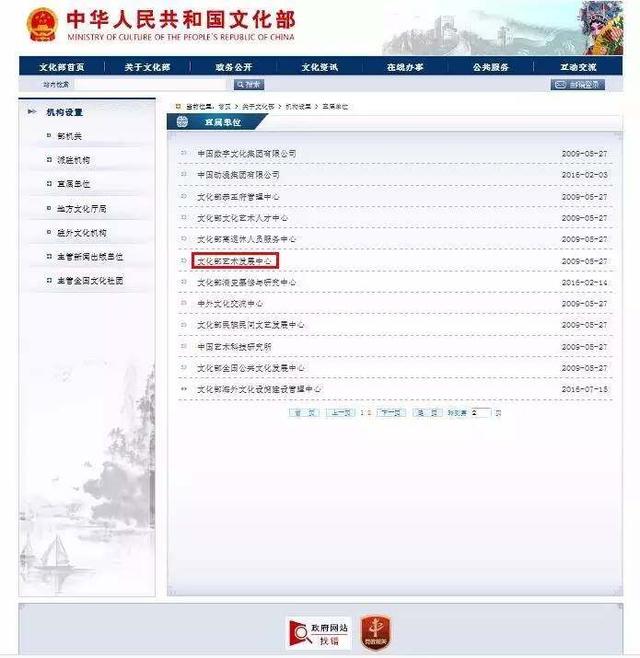 中华人民共和国文化部
MINISTRY OF CULTURE OF THE PEOPLE'S REPUBLIC OF CHINA
文化部首页 关于文化部 政务公开 文化资讯 在线办事 公共服务 互动交流
站内检索 搜索 邮箱登录
机构设置
部机关
派驻机构
直属单位
地方文化厅局
驻外文化机构
主管新闻出版单位
主管全国文化社团
当前位置: 首页 > 关于文化部 > 机构设置 > 直属单位
直属单位
中国数字文化集团有限公司 2009-05-27
中国动漫集团有限公司 2016-02-03
文化部恭王府管理中心 2009-05-27
文化部文化艺术人才中心 2009-05-27
文化部离退休人员服务中心 2009-05-27
文化部艺术发展中心 2009-05-27
文化部清史纂修与研究中心 2016-02-14
中外文化交流中心 2009-05-27
文化部民族民间文艺发展中心 2009-05-27
中国艺术科技研究所 2009-05-27
文化部全国公共文化发展中心 2009-05-27
文化部海外文化设施建设管理中心 2016-07-15
首 页 上一页 1 2 下一页 尾 页 转到第 2 页
政府网站
找错
党政机关